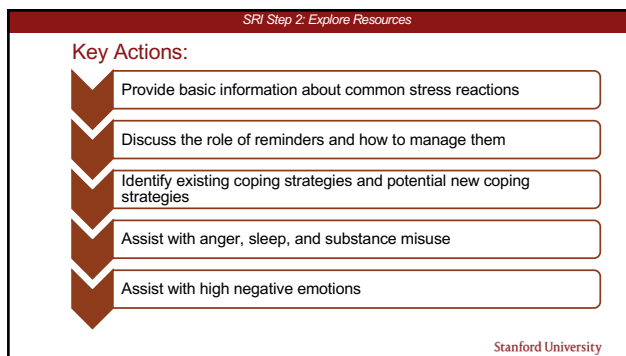 SRI Step 2: Explore Resources
Key Actions:
Provide basic information about common stress reactions
Discuss the role of reminders and how to manage them
Identify existing coping strategies and potential new coping
strategies
Assist with anger, sleep, and substance misuse
Assist with high negative emotions
Stanford University